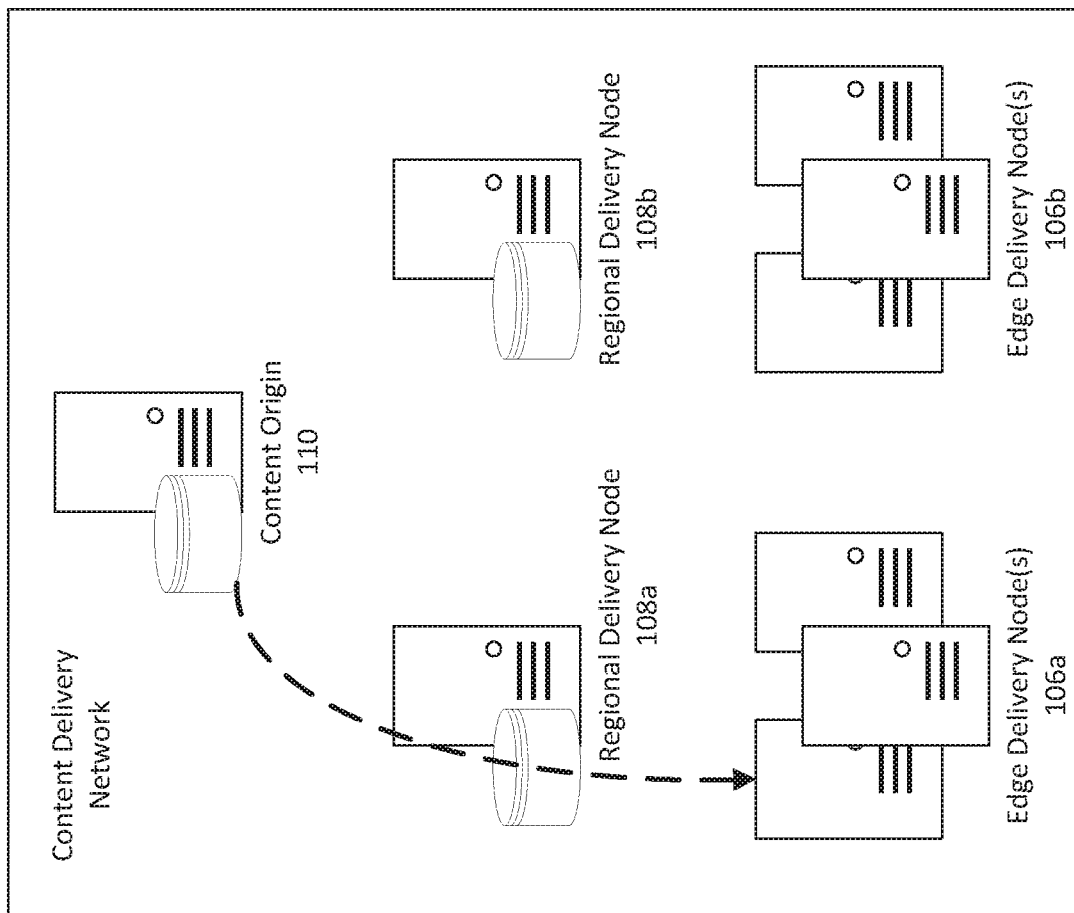 Content Delivery
Network
Content Origin
110
Regional Delivery Node
108a
Regional Delivery Node
108b
Edge Delivery Node(s)
106a
Edge Delivery Node(s)
106b